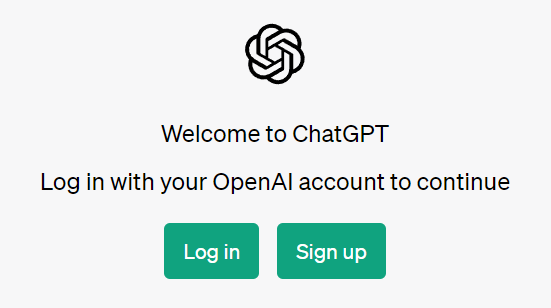 Welcome to ChatGPT
Log in with your OpenAI account to continue
Log in
Sign up